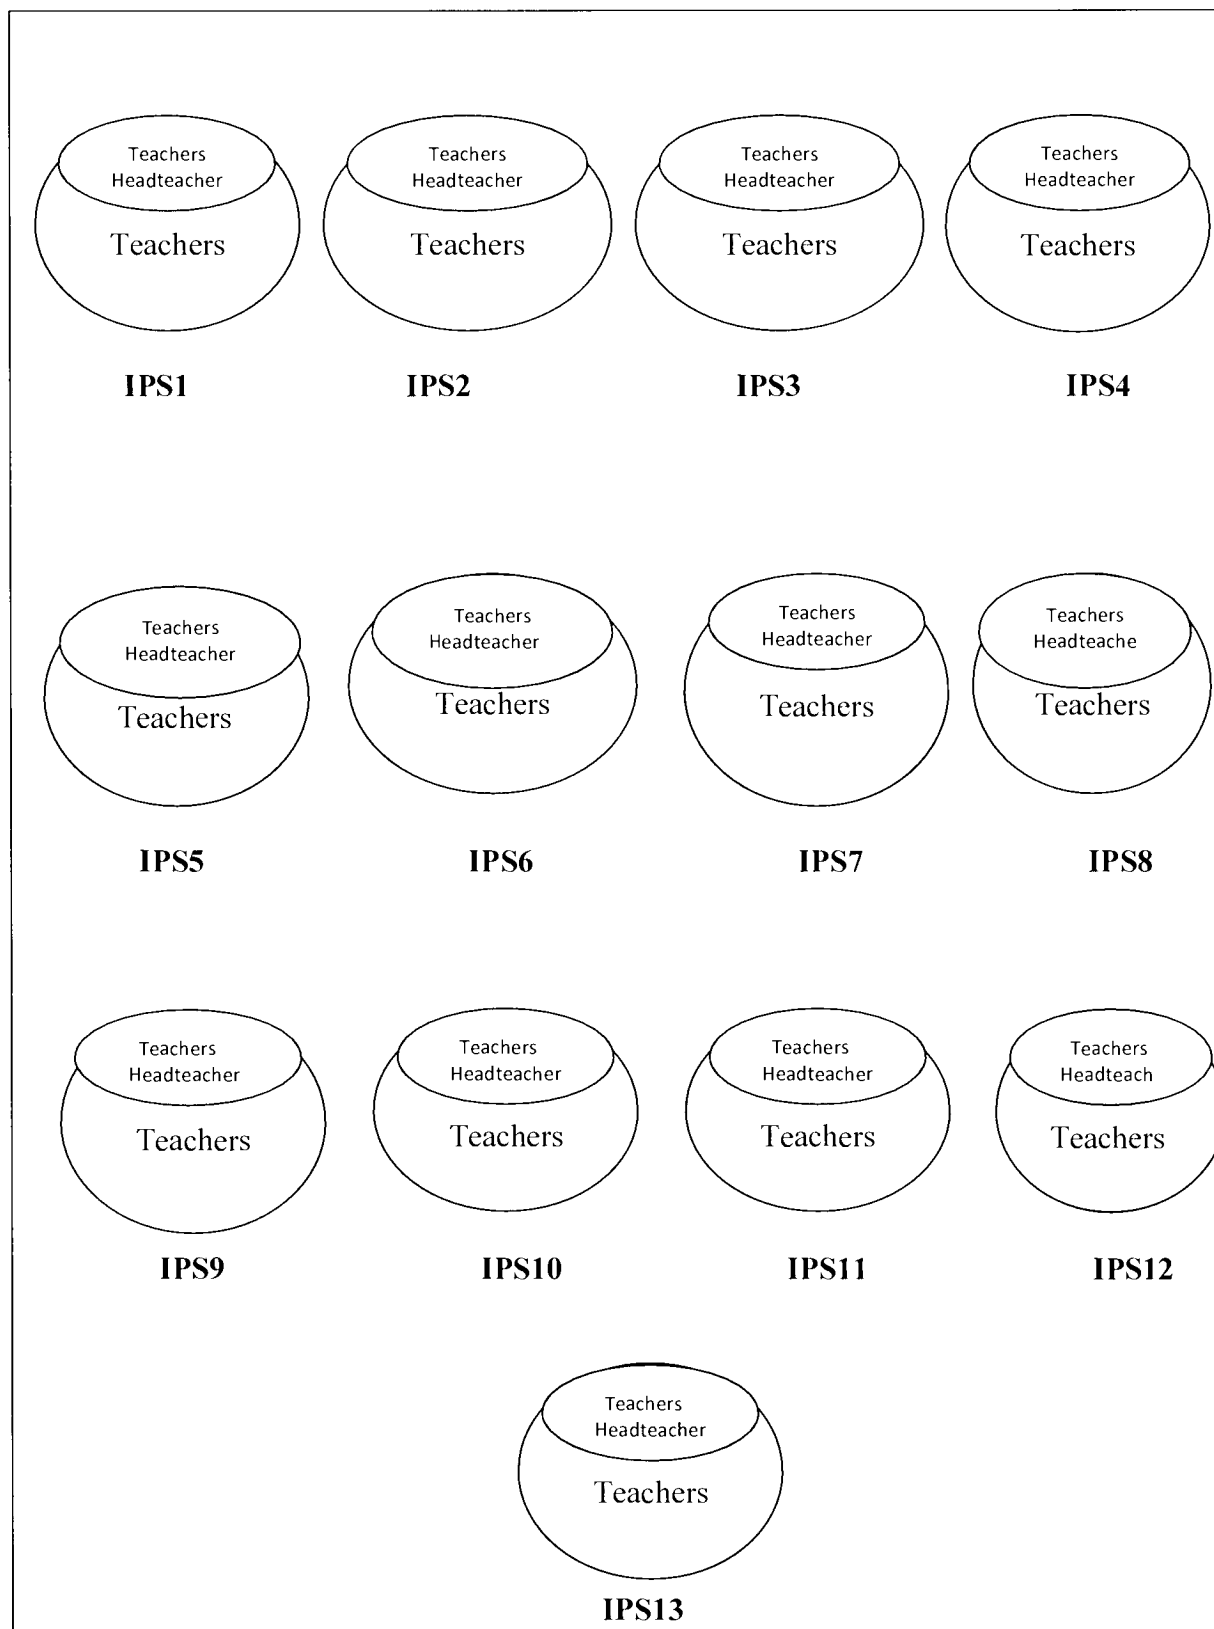 Teachers
Headteacher
Teachers
IPS1
Teachers
Headteacher
Teachers
IPS2
Teachers
Headteacher
Teachers
IPS3
Teachers
Headteacher
Teachers
IPS4
Teachers
Headteacher
Teachers
IPS5
Teachers
Headteacher
Teachers
IPS6
Teachers
Headteacher
Teachers
IPS7
Teachers
Headteache
Teachers
IPS8
Teachers
Headteacher
Teachers
IPS9
Teachers
Headteacher
Teachers
IPS10
Teachers
Headteacher
Teachers
IPS11
Teachers
Headteach
Teachers
IPS12
Teachers
Headteacher
Teachers
IPS13